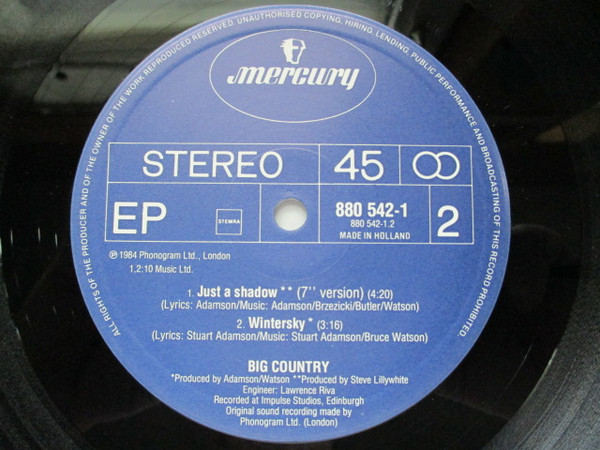 ALL RIGHTS OF THE PRODUCER AND OF THE OWNER OF THE WORK REPRODUCED RESERVED. UNAUTHORISED COPYING, HIRING, LENDING, PUBLIC PERFORMANCE AND BROADCASTING OF THIS RECORD PROHIBITED.
mercury
STEREO 45 ∞
EP STEMRA 880 542-1 2
880 542-1.2
MADE IN HOLLAND
℗ 1984 Phonogram Ltd., London
1,2:10 Music Ltd.
1. Just a shadow ** (7" version) (4:20)
(Lyrics: Adamson/Music: Adamson/Brzezicki/Butler/Watson)
2. Wintersky * (3:16)
(Lyrics: Stuart Adamson/Music: Stuart Adamson/Bruce Watson)
BIG COUNTRY
*Produced by Adamson/Watson **Produced by Steve Lillywhite
Engineer: Lawrence Riva
Recorded at Impulse Studios, Edinburgh
Original sound recording made by
Phonogram Ltd. (London)